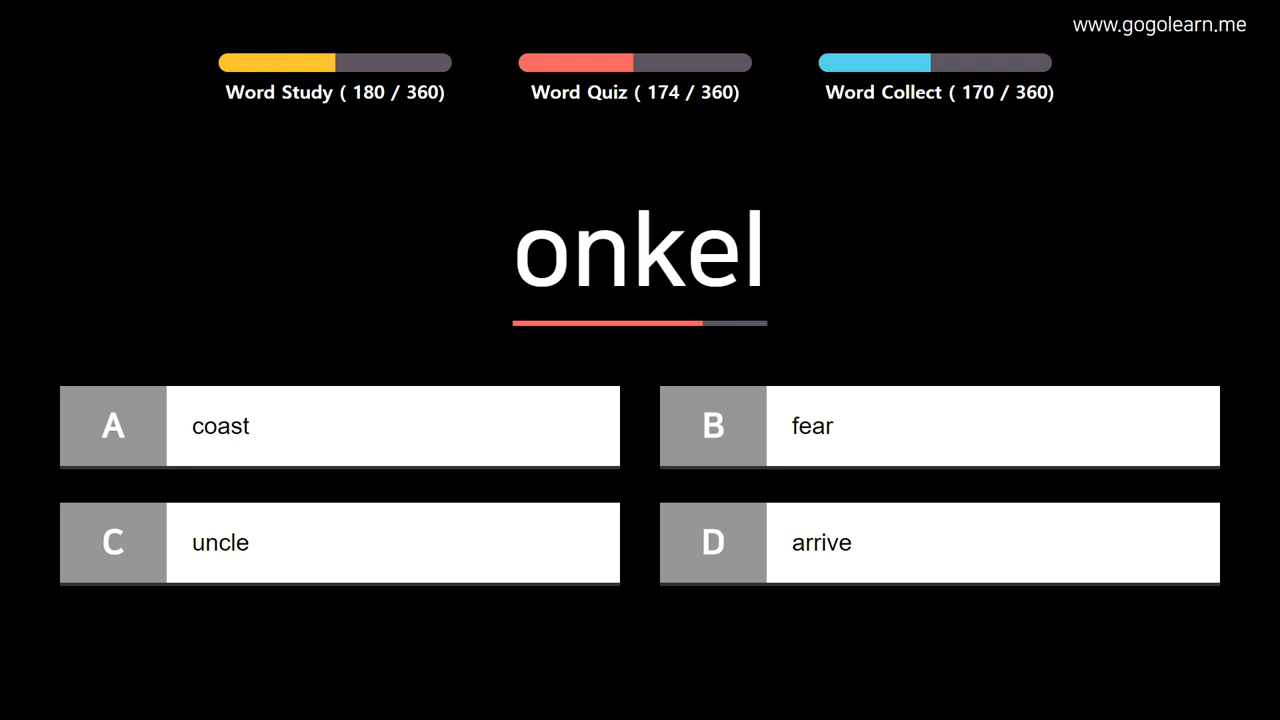 www.gogolearn.me
Word Study ( 180 / 360)
Word Quiz ( 174 / 360)
Word Collect ( 170 / 360)
onkel
A coast
B fear
C uncle
D arrive